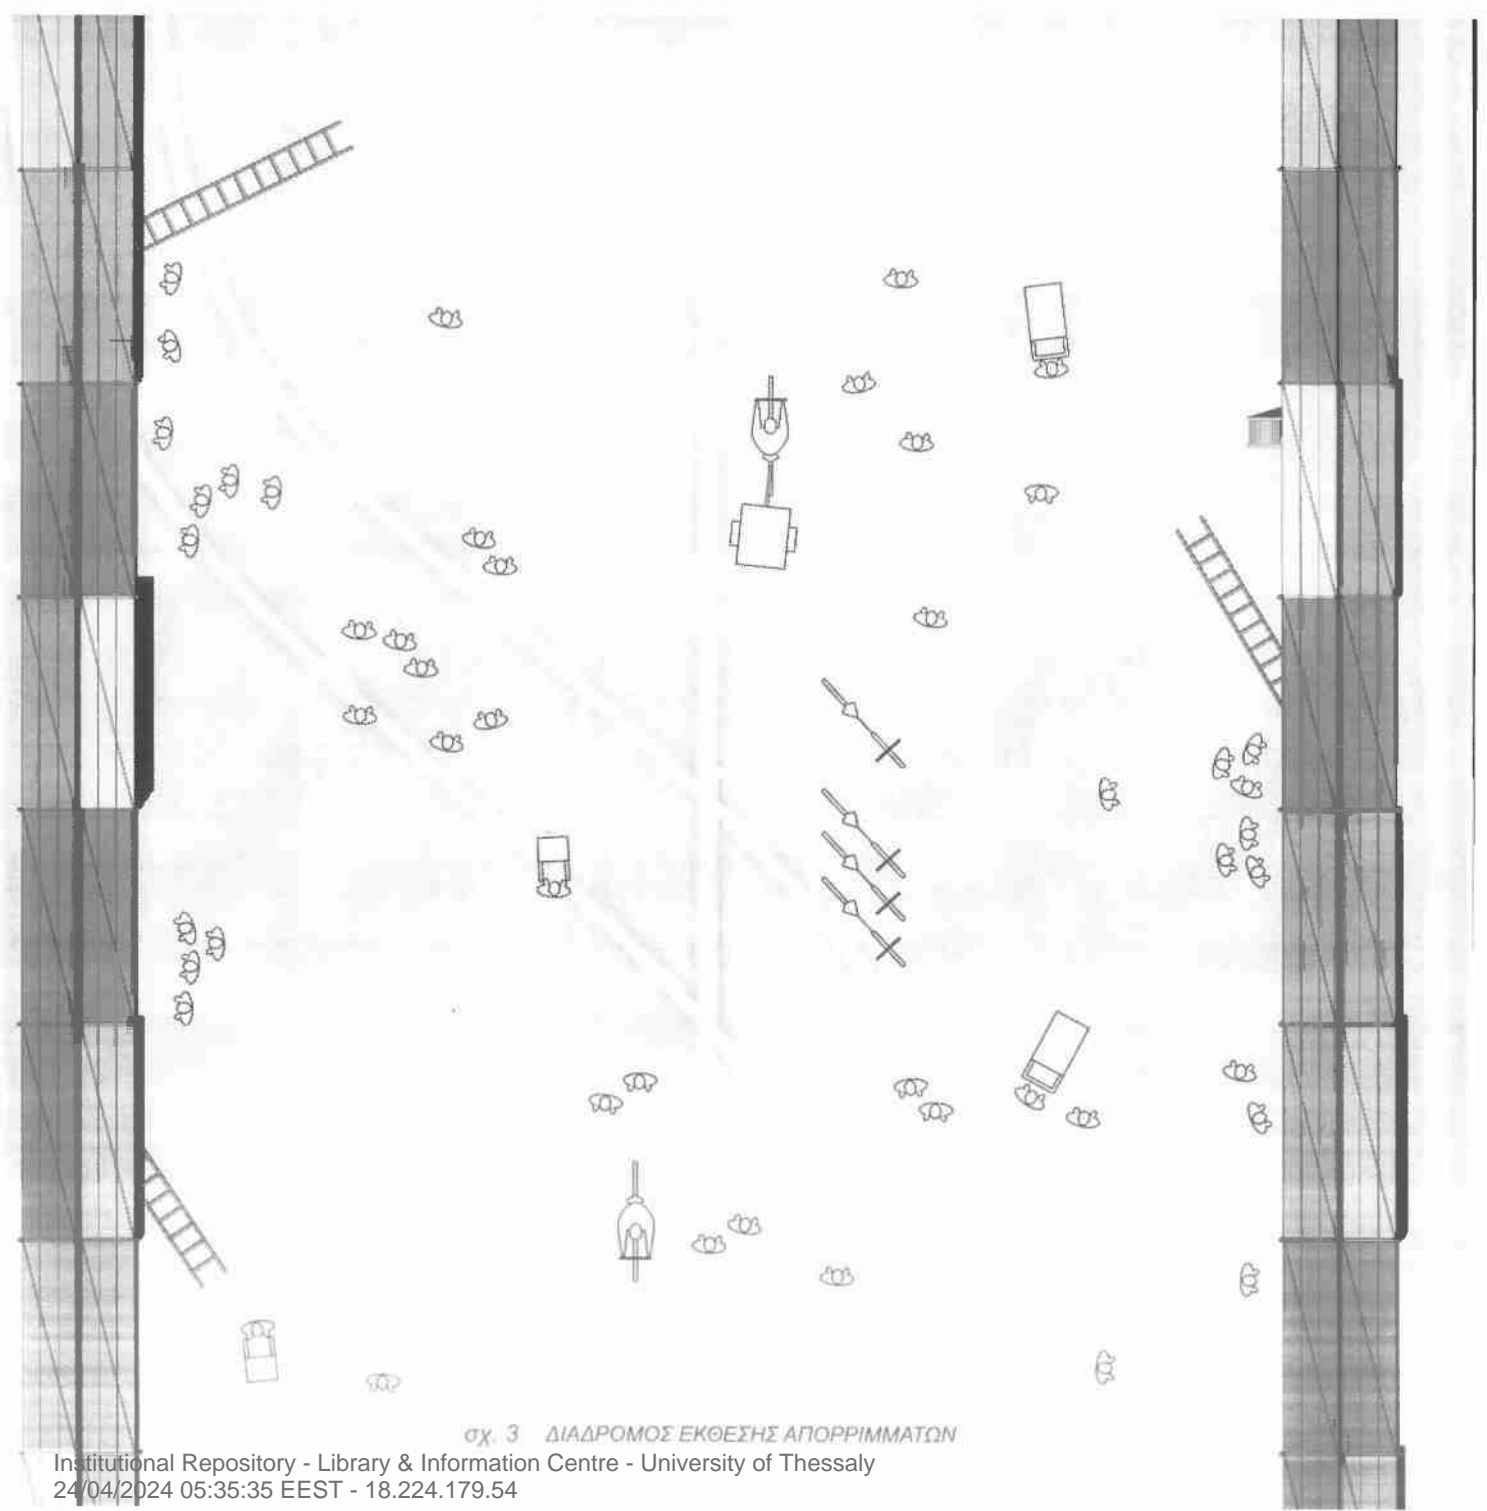 σχ. 3 ΔΙΑΔΡΟΜΟΣ ΕΚΘΕΣΗΣ ΑΠΟΡΡΙΜΜΑΤΩΝ
Institutional Repository - Library & Information Centre - University of Thessaly
24/04/2024 05:35:35 EEST - 18.224.179.54